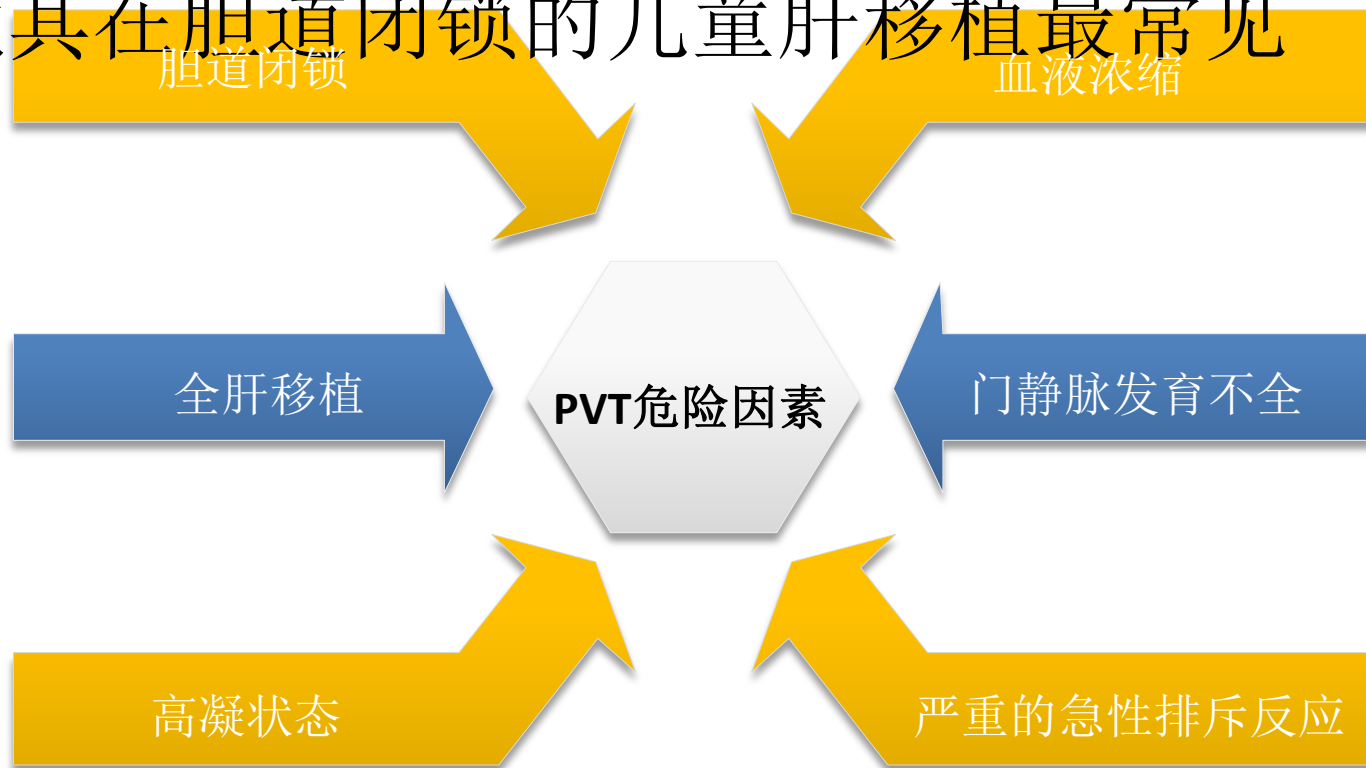 具在胆道闭锁的儿童肝移植最常见
胆道闭锁
血液浓缩
全肝移植
PVT危险因素
门静脉发育不全
高凝状态
严重的急性排斥反应